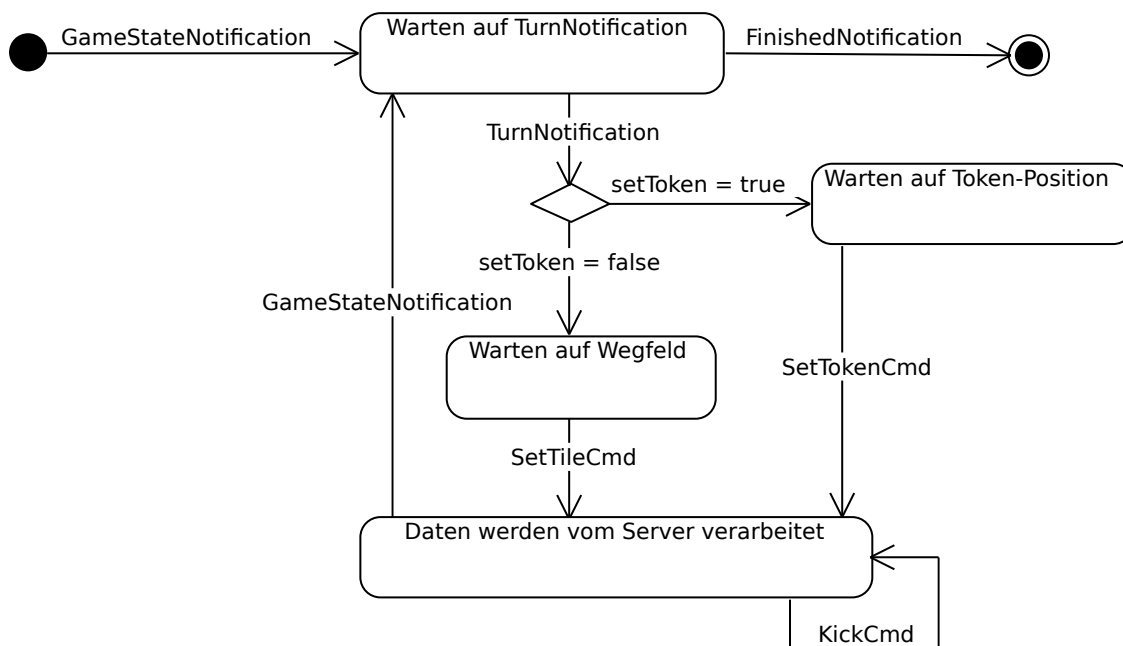 Warten auf TurnNotification
GameStateNotification
FinishedNotification
TurnNotification
setToken = true
Warten auf Token-Position
setToken = false
GameStateNotification
Warten auf Wegfeld
SetTokenCmd
SetTileCmd
Daten werden vom Server verarbeitet
KickCmd